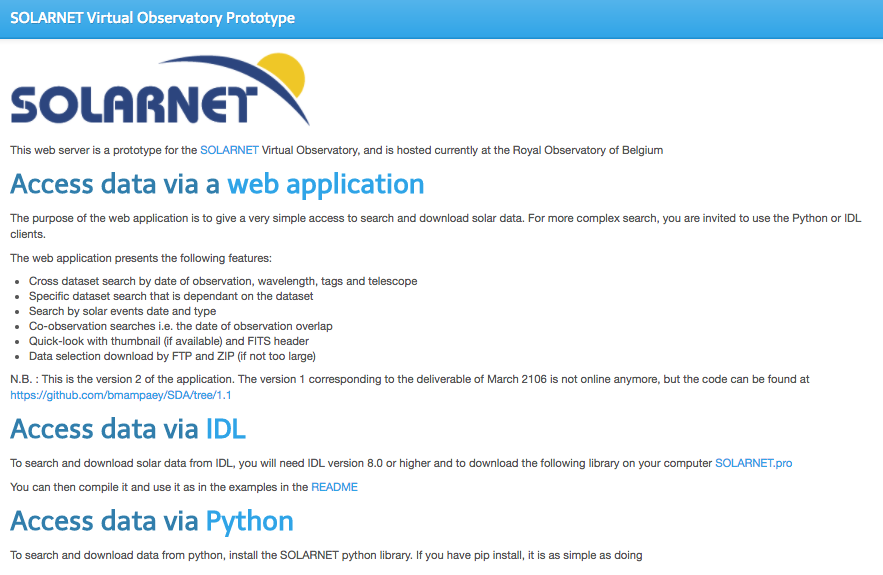 SOLARNET Virtual Observatory Prototype
SOLARNET
This web server is a prototype for the SOLARNET Virtual Observatory, and is hosted currently at the Royal Observatory of Belgium
Access data via a web application
The purpose of the web application is to give a very simple access to search and download solar data. For more complex search, you are invited to use the Python or IDL
clients.
The web application presents the following features:
• Cross dataset search by date of observation, wavelength, tags and telescope
• Specific dataset search that is dependant on the dataset
• Search by solar events date and type
• Co-observation searches i.e. the date of observation overlap
• Quick-look with thumbnail (if available) and FITS header
• Data selection download by FTP and ZIP (if not too large)
N.B. : This is the version 2 of the application. The version 1 corresponding to the deliverable of March 2106 is not online anymore, but the code can be found at
https://github.com/bmampaey/SDA/tree/1.1
Access data via IDL
To search and download solar data from IDL, you will need IDL version 8.0 or higher and to download the following library on your computer SOLARNET.pro
You can then compile it and use it as in the examples in the README
Access data via Python
To search and download data from python, install the SOLARNET python library. If you have pip install, it is as simple as doing